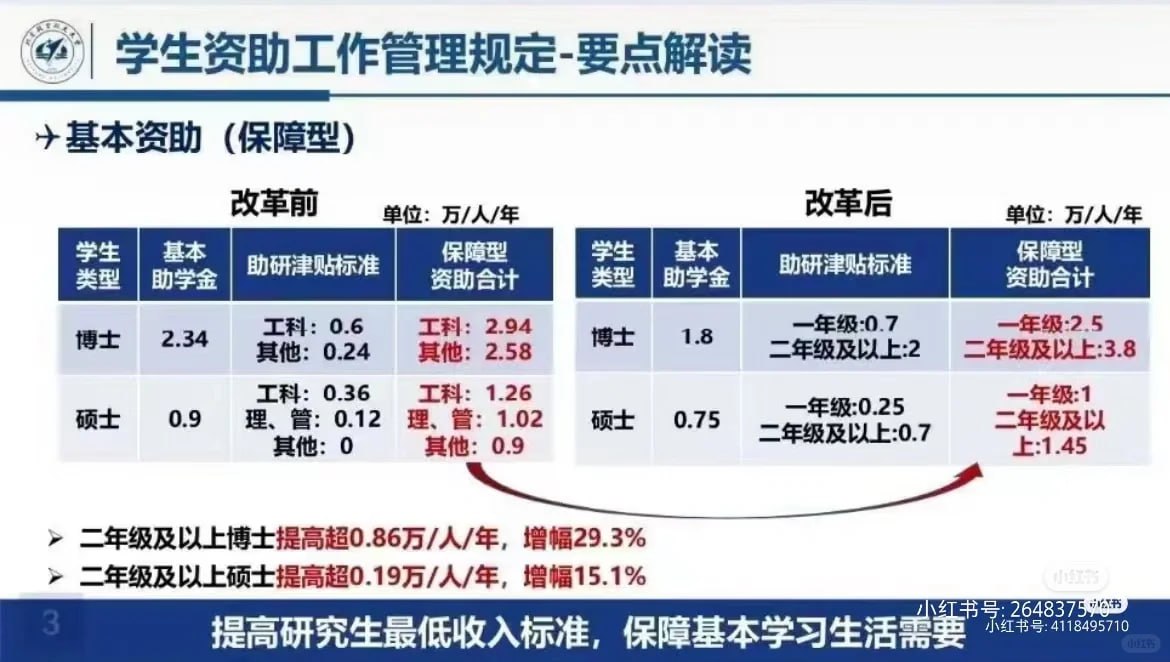 学生资助工作管理规定-要点解读
基本资助（保障型）
改革前
单位：万/人/年
学生类型
基本助学金
助研津贴标准
保障型资助合计
博士
2.34
工科：0.6
其他：0.24
工科：2.94
其他：2.58
硕士
0.9
工科：0.36
理、管：0.12
其他：0
工科：1.26
理、管：1.02
其他：0.9
改革后
单位：万/人/年
学生类型
基本助学金
助研津贴标准
保障型资助合计
博士
1.8
一年级:0.7
二年级及以上:2
一年级:2.5
二年级及以上:3.8
硕士
0.75
一年级:0.25
二年级及以上:0.7
一年级:1
二年级及以
上:1.45
二年级及以上博士提高超0.86万/人/年，增幅29.3%
二年级及以上硕士提高超0.19万/人/年，增幅15.1%
3
提高研究生最低收入标准，保障基本学习生活需要
小红书
小红书号: 264837570
小红书号: 4118495710
小红书